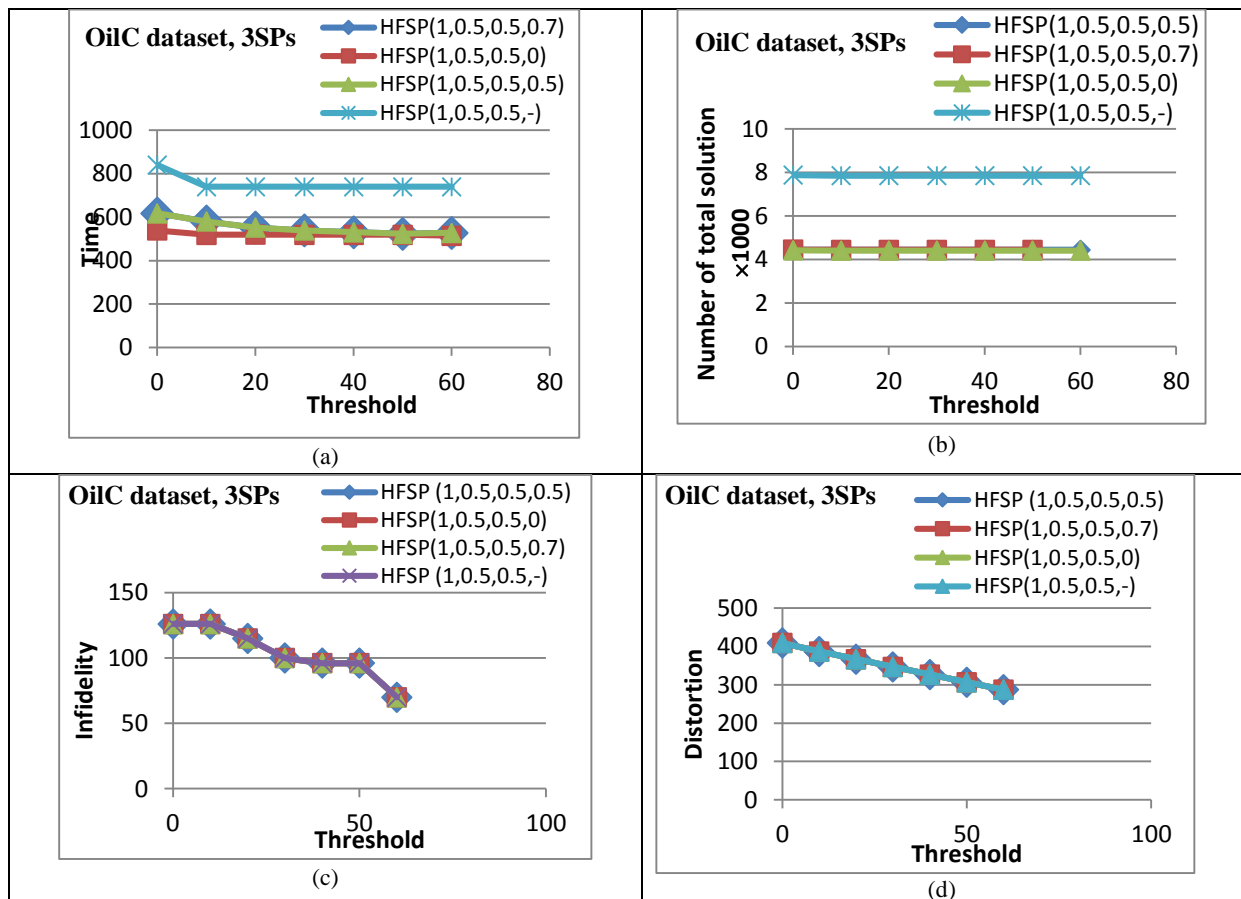 OilC dataset, 3SPs
HFSP(1,0.5,0.5,0.7)
HFSP(1,0.5,0.5,0)
HFSP(1,0.5,0.5,0.5)
HFSP(1,0.5,0.5,-)
1000
800
600
400
200
0
Time
0
20
40
60
80
Threshold
(a)
OilC dataset, 3SPs
HFSP(1,0.5,0.5,0.5)
HFSP(1,0.5,0.5,0.7)
HFSP(1,0.5,0.5,0)
HFSP(1,0.5,0.5,-)
10
8
6
4
2
0
Number of total solution
×1000
0
20
40
60
80
Threshold
(b)
OilC dataset, 3SPs
HFSP (1,0.5,0.5,0.5)
HFSP(1,0.5,0.5,0)
HFSP(1,0.5,0.5,0.7)
HFSP (1,0.5,0.5,-)
150
100
50
0
Infidelity
0
50
100
Threshold
(c)
OilC dataset, 3SPs
HFSP (1,0.5,0.5,0.5)
HFSP(1,0.5,0.5,0.7)
HFSP(1,0.5,0.5,0)
HFSP(1,0.5,0.5,-)
500
400
300
200
100
0
Distortion
0
50
100
Threshold
(d)